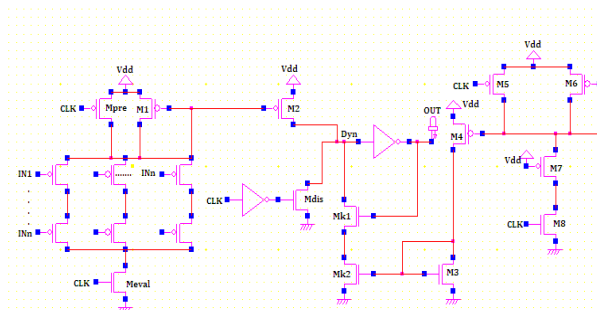 Vdd
Vdd
Vdd
CLK
Mpre
M1
M2
OUT
Vdd
CLK
M5
M6
M4
Dyn
IN1
.......
INn
Vdd
M7
.
.
.
INn
CLK
Mdis
Mk1
CLK
M8
CLK
Meval
Mk2
M3